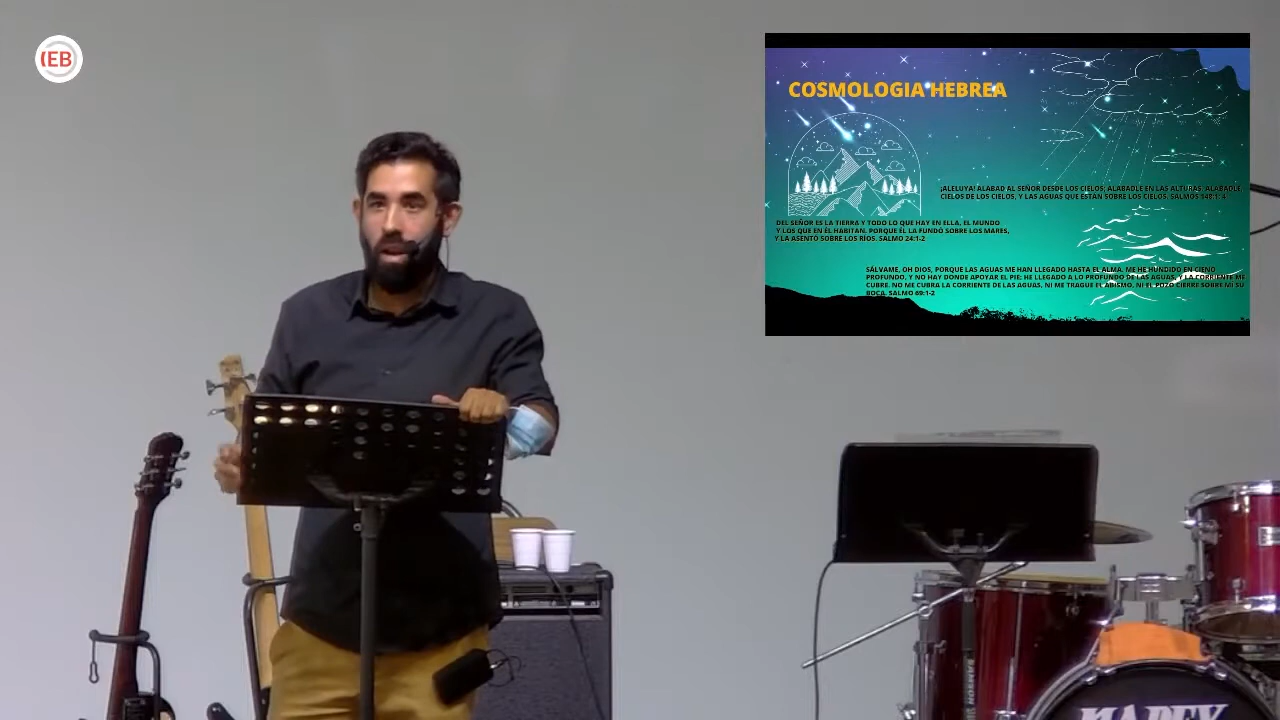 (EB
COSMOLOGIA HEBREA
¡ALELUYA! ALABAD AL SEÑOR DESDE LOS CIELOS; ALABADLE EN LAS ALTURAS. ALABADLE,
CIELOS DE LOS CIELOS, Y LAS AGUAS QUE ESTÁN SOBRE LOS CIELOS. SALMOS 148:1; 4
DEL SEÑOR ES LA TIERRA Y TODO LO QUE HAY EN ELLA, EL MUNDO
Y LOS QUE EN ÉL HABITAN. PORQUE ÉL LA FUNDÓ SOBRE LOS MARES,
Y LA ASENTÓ SOBRE LOS RÍOS. SALMO 24:1-2
SÁLVAME, OH DIOS, PORQUE LAS AGUAS ME HAN LLEGADO HASTA EL ALMA. ME HE HUNDIDO EN CIENO
PROFUNDO, Y NO HAY DONDE APOYAR EL PIE; HE LLEGADO A LO PROFUNDO DE LAS AGUAS, Y LA CORRIENTE ME
CUBRE. NO ME CUBRA LA CORRIENTE DE LAS AGUAS, NI ME TRAGUE EL ABISMO, NI EL POZO CIERRE SOBRE MÍ SU
BOCA. SALMO 69:1-2
SAMSON
MAPEX